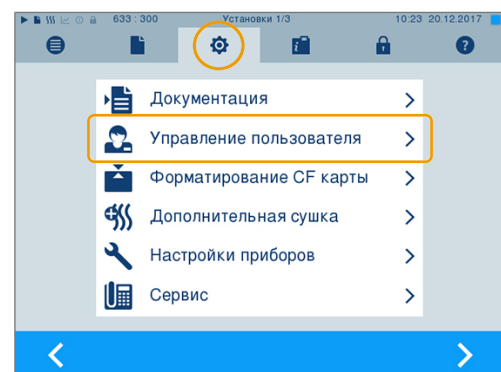 633 : 300 Установки 1/3 10:23 20.12.2017
Документация
Управление пользователя
Форматирование CF карты
Дополнительная сушка
Настройки приборов
Сервис